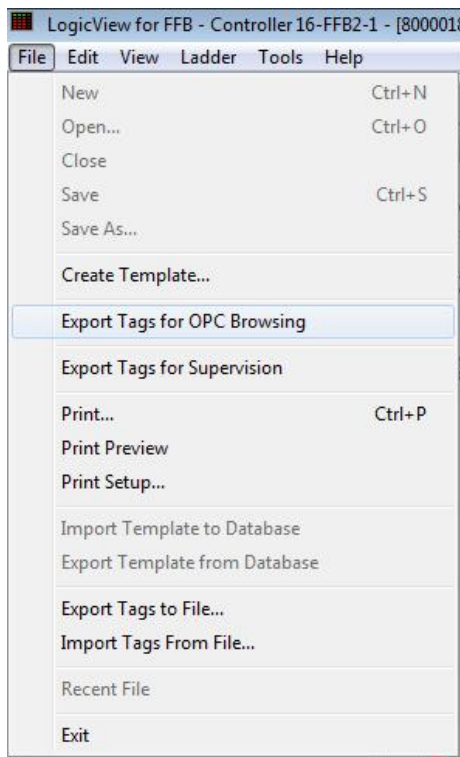 LogicView for FFB - Controller 16-FFB2-1 - [800001
File Edit View Ladder Tools Help
New Ctrl+N
Open... Ctrl+O
Close
Save Ctrl+S
Save As...
Create Template...
Export Tags for OPC Browsing
Export Tags for Supervision
Print... Ctrl+P
Print Preview
Print Setup...
Import Template to Database
Export Template from Database
Export Tags to File...
Import Tags From File...
Recent File
Exit